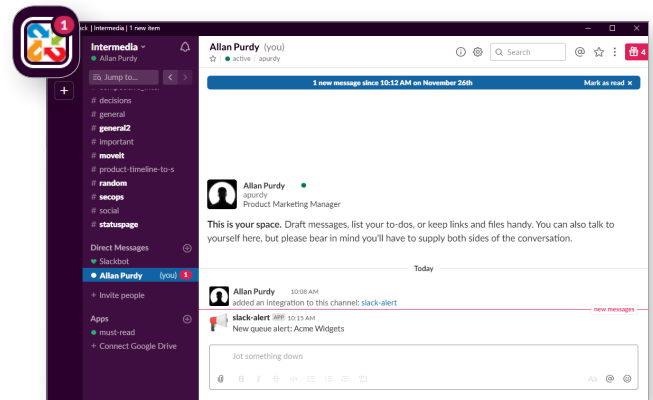 1
ck | Intermedia | 1 new item
Intermedia
Allan Purdy
Jump to...
# decisions
# general
# general2
# important
# moveit
# product-timeline-to-s
# random
# secops
# social
# statuspage
Direct Messages
Slackbot
Allan Purdy (you) 1
+ Invite people
Apps
must-read
+ Connect Google Drive
Allan Purdy (you)
active | apurdy
Search
4
1 new message since 10:12 AM on November 26th
Mark as read ×
Allan Purdy
apurdy
Product Marketing Manager
This is your space. Draft messages, list your to-dos, or keep links and files handy. You can also talk to
yourself here, but please bear in mind you'll have to supply both sides of the conversation.
Today
Allan Purdy 10:08 AM
added an integration to this channel: slack-alert
new messages
slack-alert APP 10:15 AM
New queue alert: Acme Widgets
Jot something down
B I S </>
Aa @